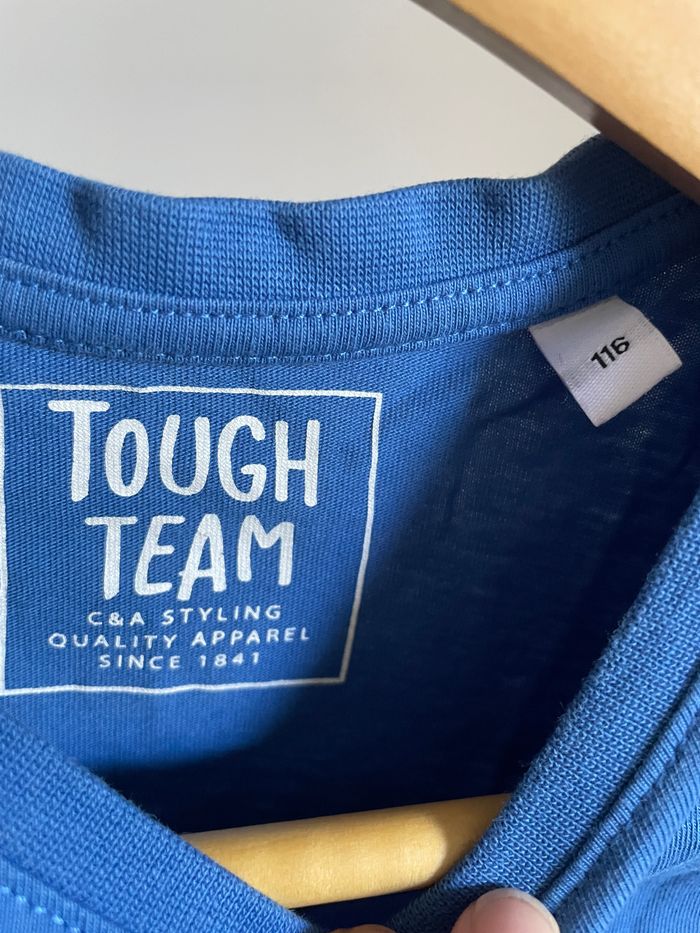 116
TOUGH
TEAM
C&A STYLING
QUALITY APPAREL
SINCE 1841